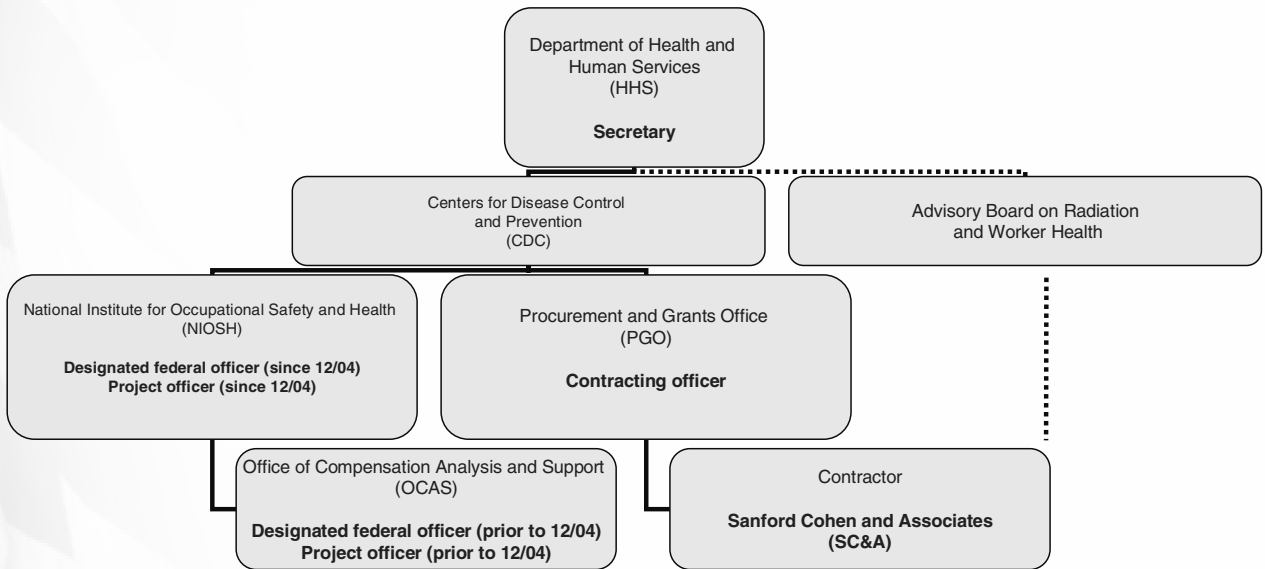 Department of Health and
Human Services
(HHS)
Secretary
Centers for Disease Control
and Prevention
(CDC)
Advisory Board on Radiation
and Worker Health
National Institute for Occupational Safety and Health
(NIOSH)
Designated federal officer (since 12/04)
Project officer (since 12/04)
Procurement and Grants Office
(PGO)
Contracting officer
Office of Compensation Analysis and Support
(OCAS)
Designated federal officer (prior to 12/04)
Project officer (prior to 12/04)
Contractor
Sanford Cohen and Associates
(SC&A)